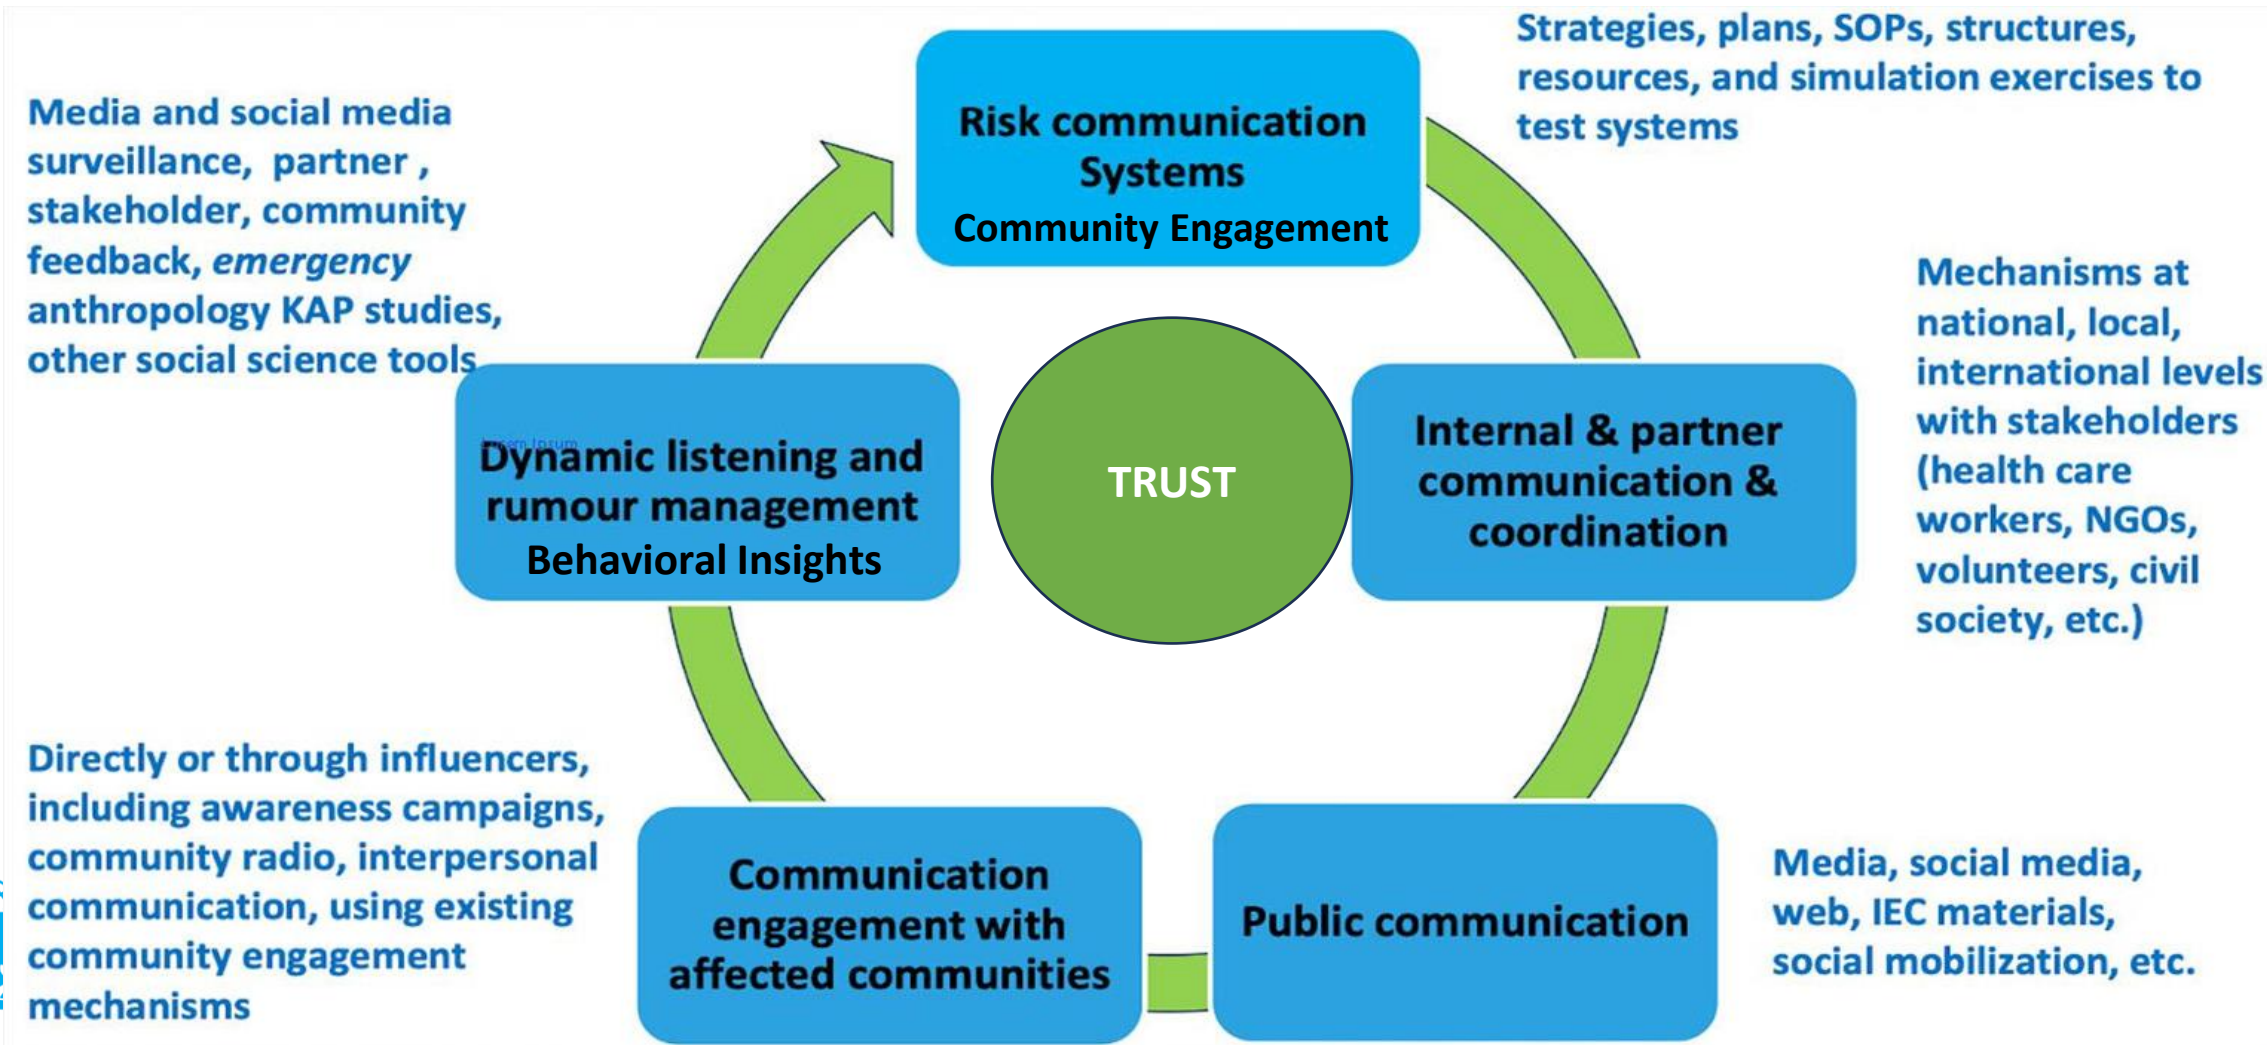 Strategies, plans, SOPs, structures,
resources, and simulation exercises to
test systems
Risk communication
Systems
Community Engagement
Media and social media
surveillance, partner ,
stakeholder, community
feedback, emergency
anthropology KAP studies,
other social science tools
Mechanisms at
national, local,
international levels
with stakeholders
(health care
workers, NGOs,
volunteers, civil
society, etc.)
Lorem Ipsum
Dynamic listening and
rumour management
Behavioral Insights
TRUST
Internal & partner
communication &
coordination
Directly or through influencers,
including awareness campaigns,
community radio, interpersonal
communication, using existing
community engagement
mechanisms
Communication
engagement with
affected communities
Public communication
Media, social media,
web, IEC materials,
social mobilization, etc.